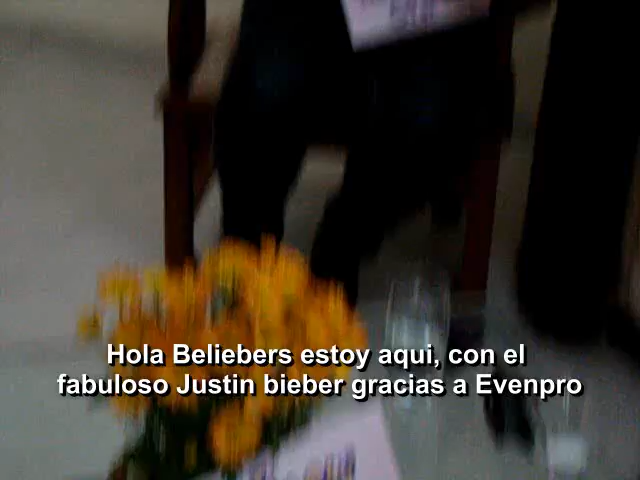 Hola Beliebers estoy aqui, con el
fabuloso Justin bieber gracias a Evenpro